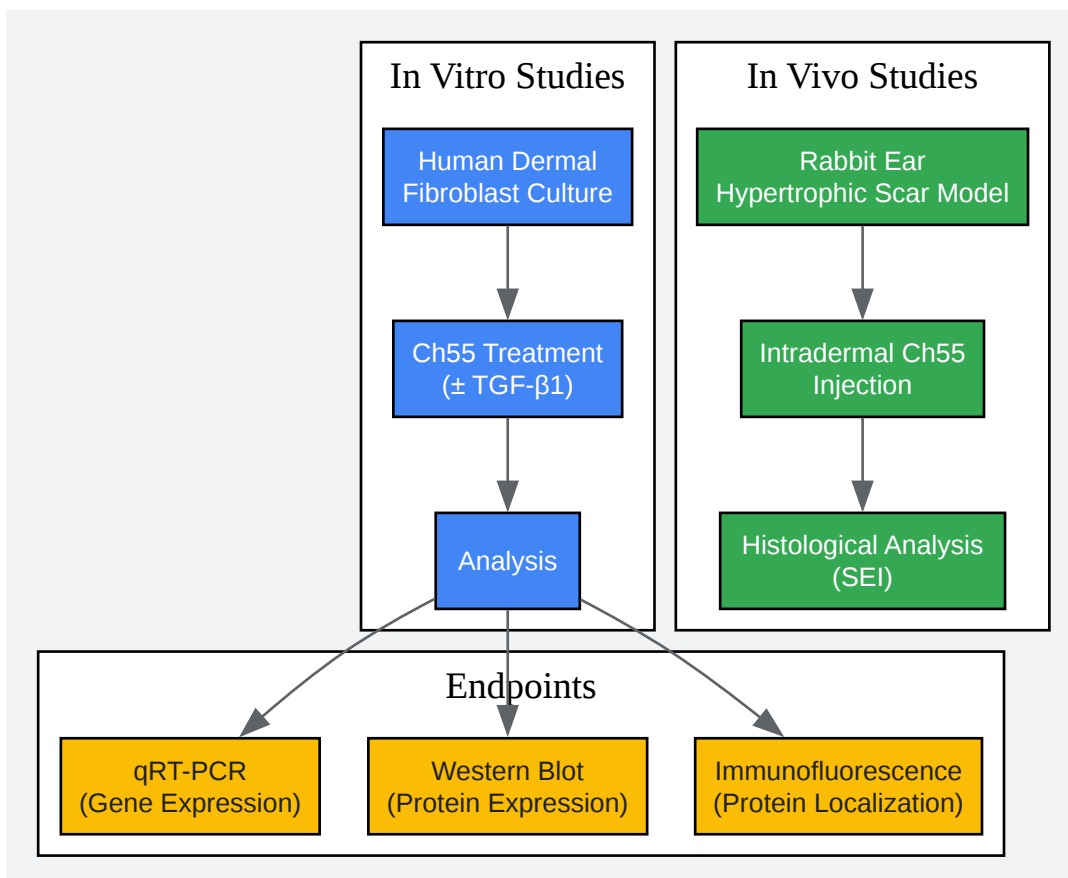 In Vitro Studies
Human Dermal
Fibroblast Culture
Ch55 Treatment
(± TGF-β1)
Analysis
In Vivo Studies
Rabbit Ear
Hypertrophic Scar Model
Intradermal Ch55
Injection
Histological Analysis
(SEI)
Endpoints
qRT-PCR
(Gene Expression)
Western Blot
(Protein Expression)
Immunofluorescence
(Protein Localization)